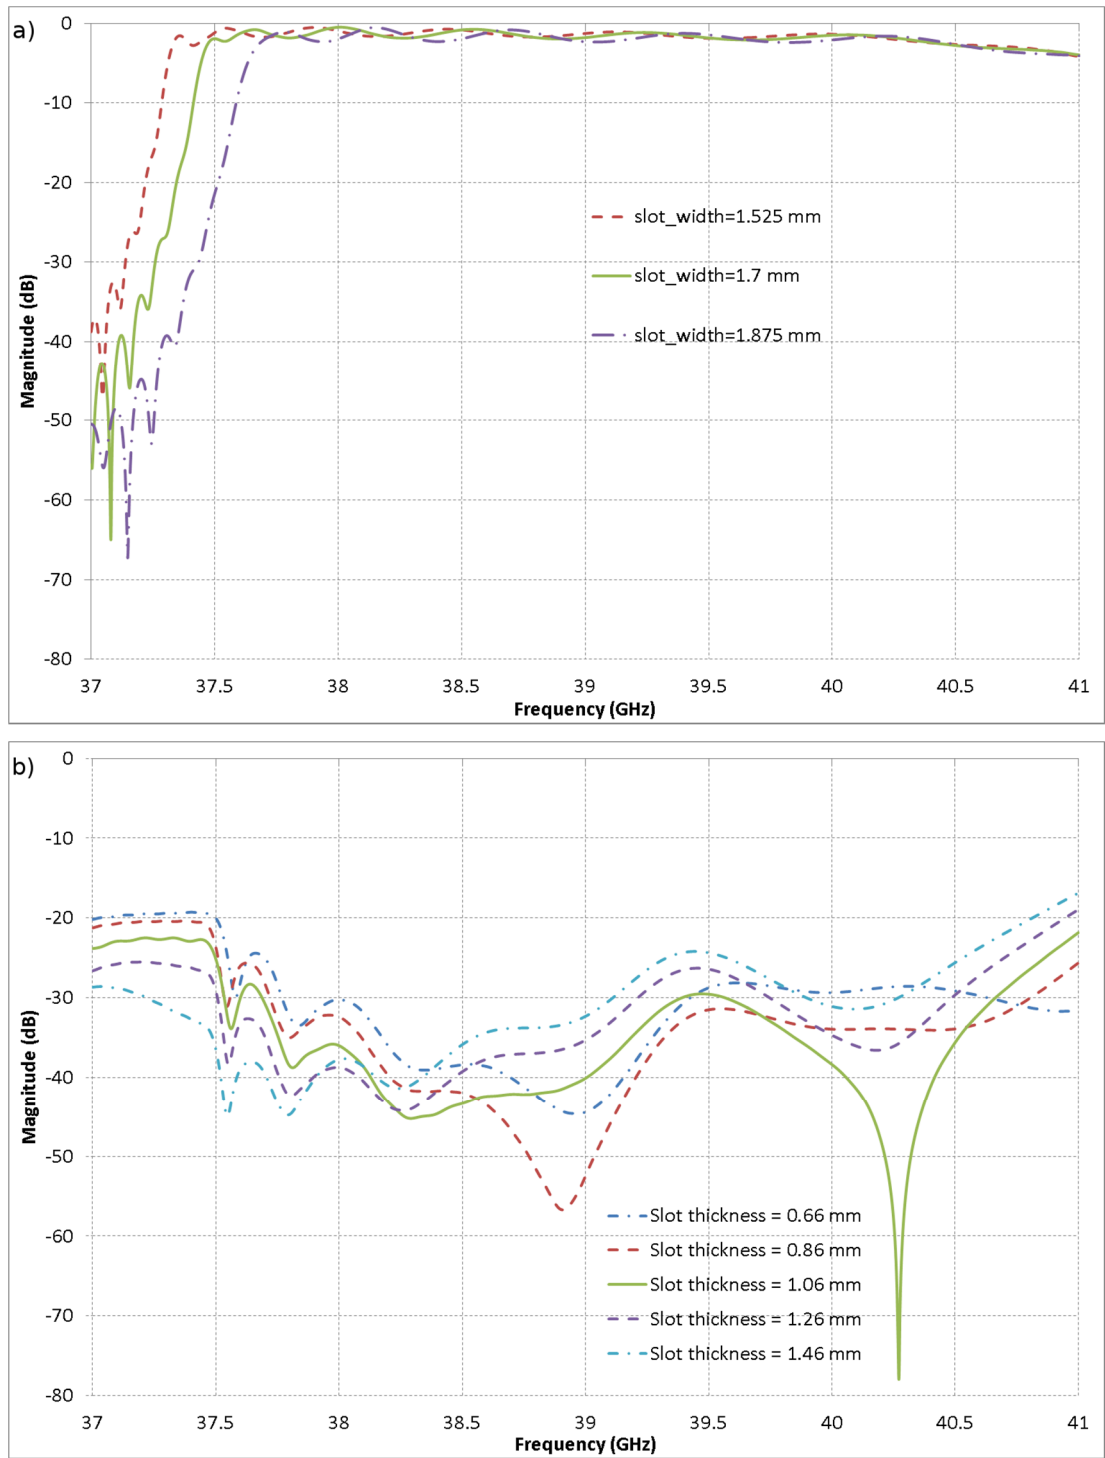 a)
0
-10
-20
-30
-40
-50
-60
-70
-80
Magnitude (dB)
slot_width=1.525 mm
slot_width=1.7 mm
slot_width=1.875 mm
37 37.5 38 38.5 39 39.5 40 40.5 41
Frequency (GHz)
b)
0
-10
-20
-30
-40
-50
-60
-70
-80
Magnitude (dB)
Slot thickness = 0.66 mm
Slot thickness = 0.86 mm
Slot thickness = 1.06 mm
Slot thickness = 1.26 mm
Slot thickness = 1.46 mm
37 37.5 38 38.5 39 39.5 40 40.5 41
Frequency (GHz)